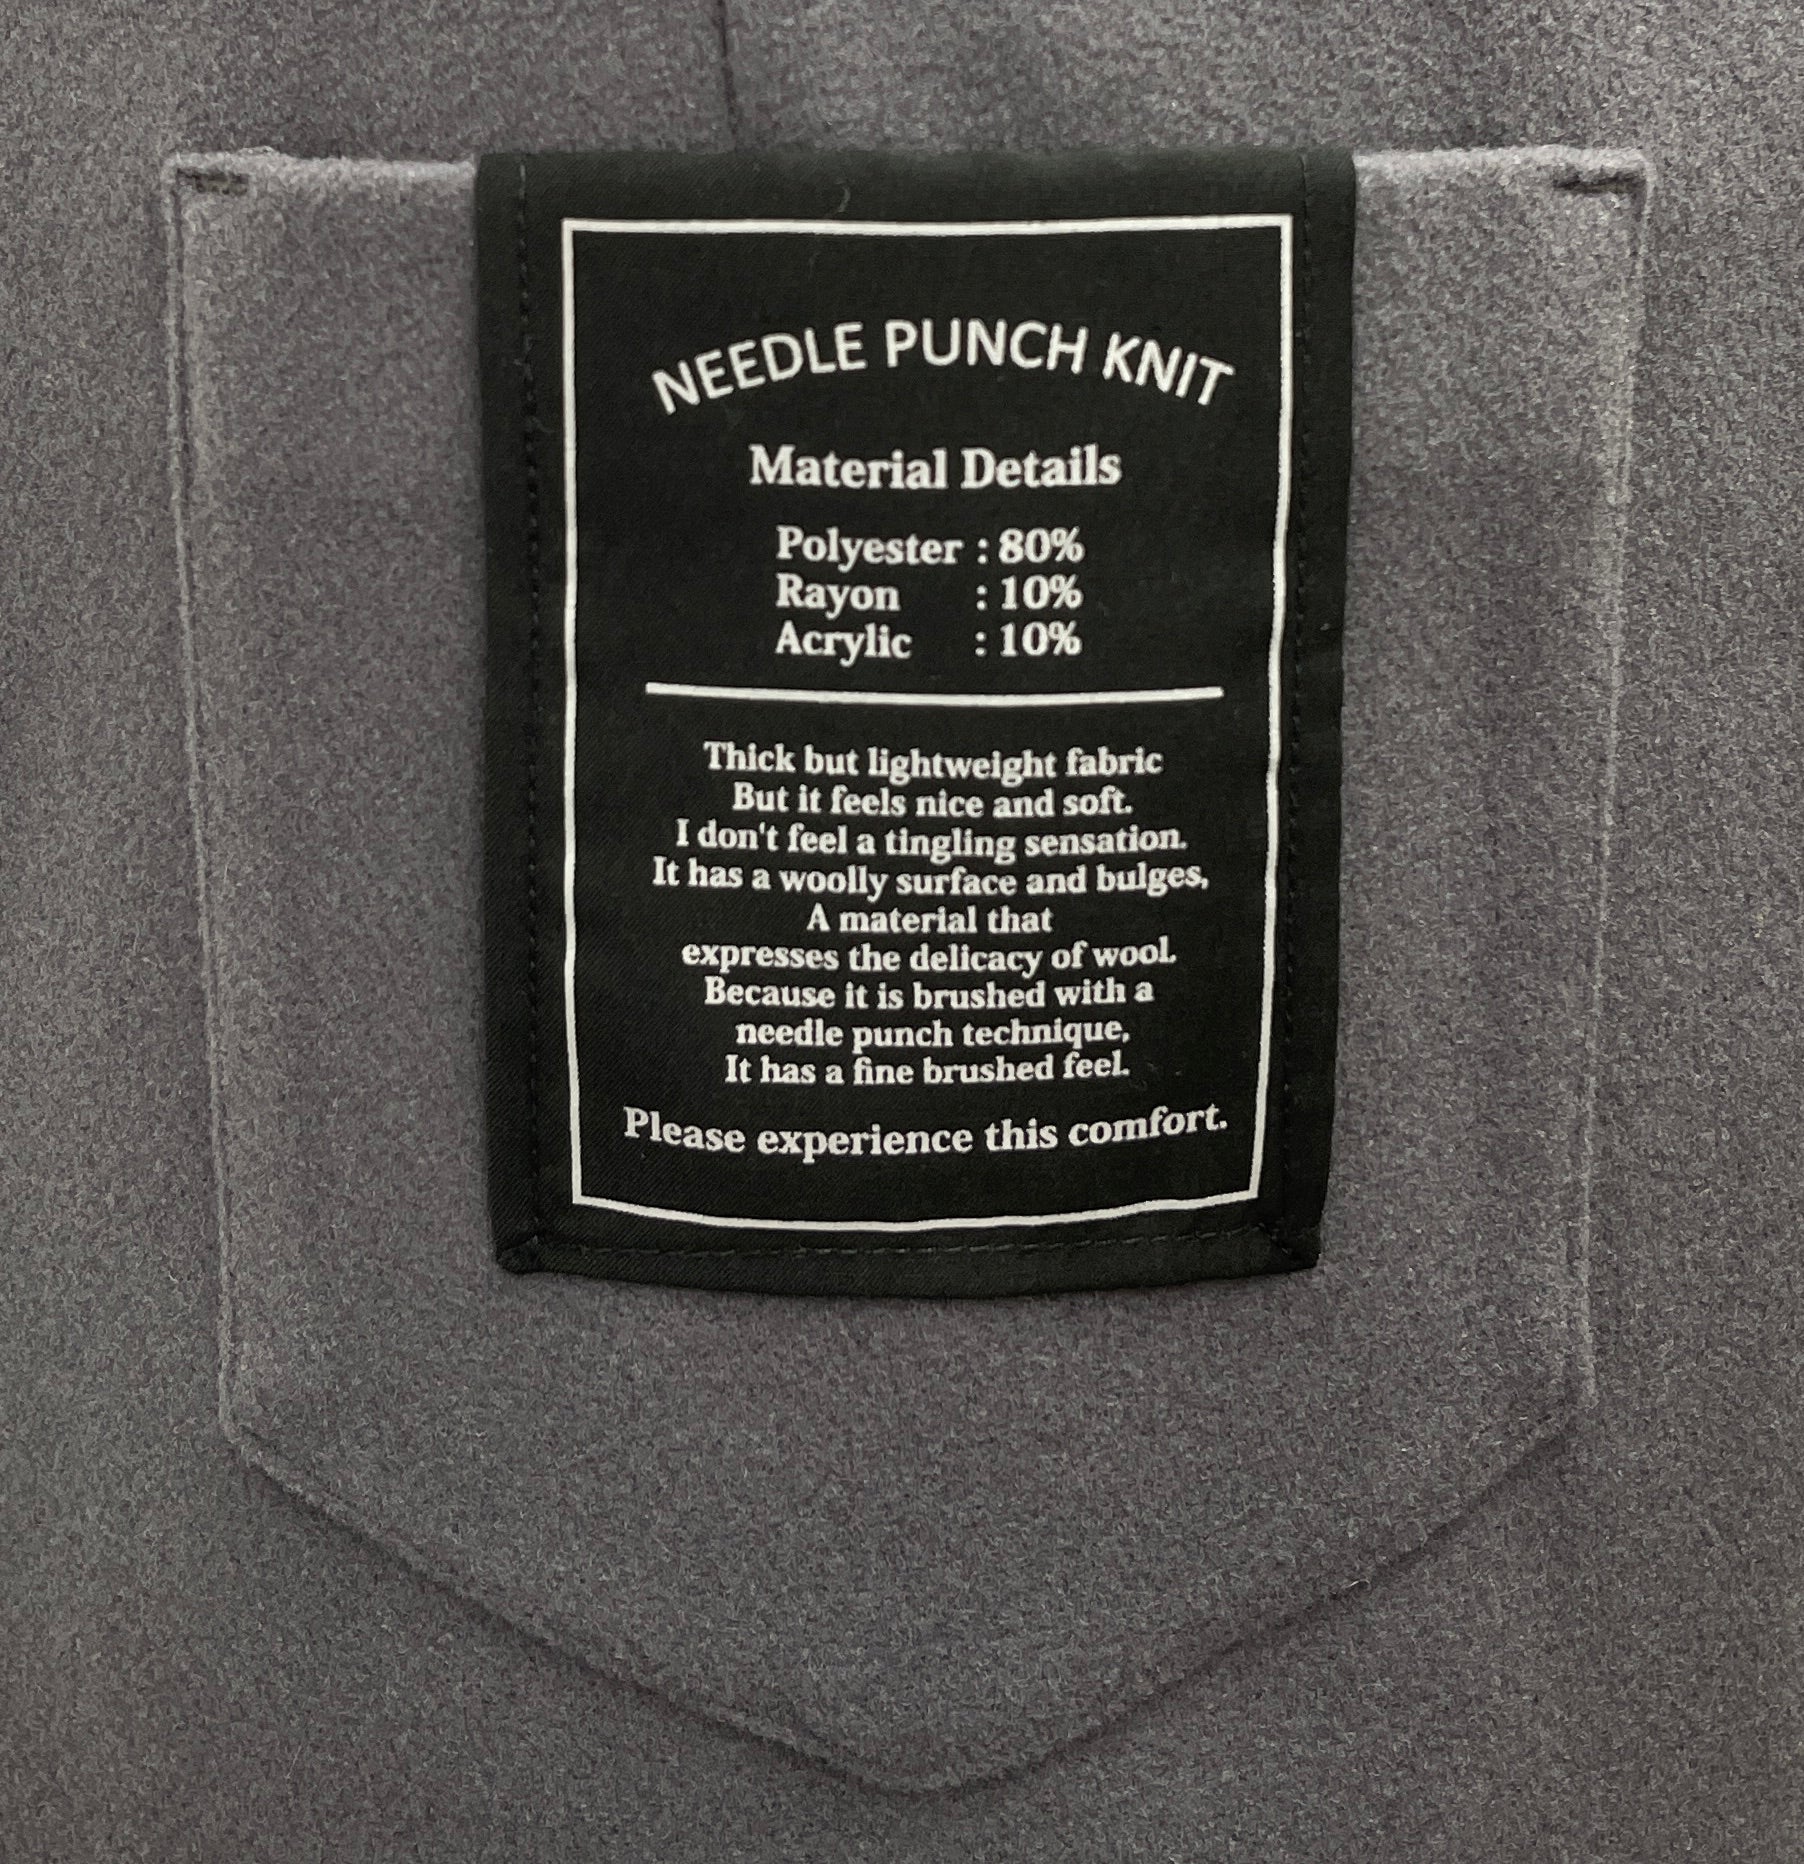 NEEDLE PUNCH KNIT
Material Details
Polyester : 80%
Rayon : 10%
Acrylic : 10%
Thick but lightweight fabric
But it feels nice and soft.
I don't feel a tingling sensation.
It has a woolly surface and bulges,
A material that
expresses the delicacy of wool.
Because it is brushed with a
needle punch technique,
It has a fine brushed feel.
Please experience this comfort.